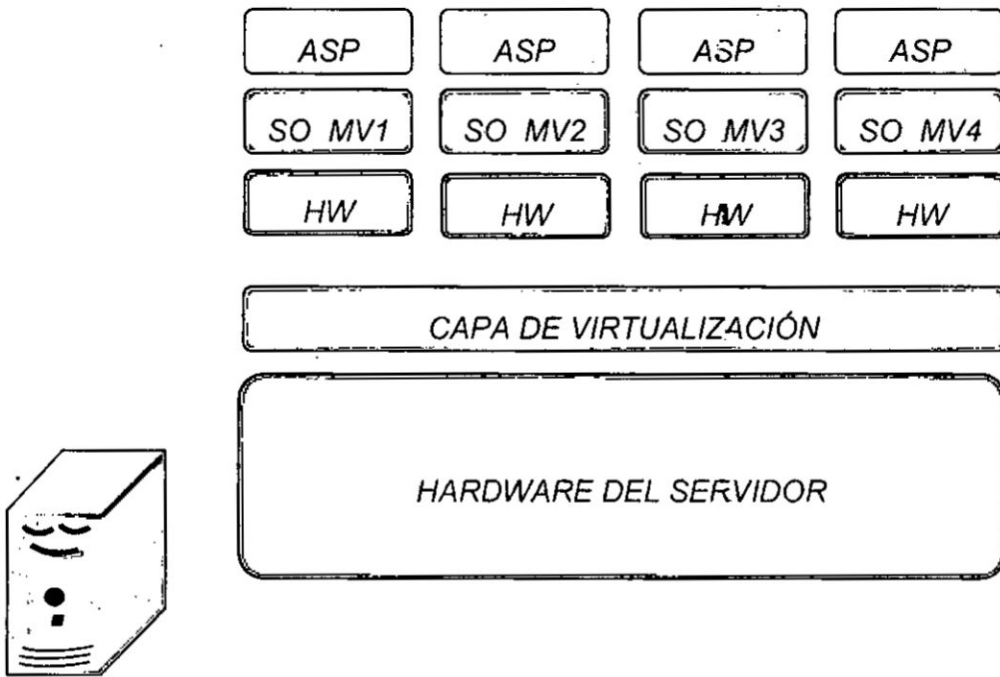 ASP ASP ASP ASP
SO MV1 SO MV2 SO MV3 SO MV4
HW HW HW HW
CAPA DE VIRTUALIZACIÓN
HARDWARE DEL SERVIDOR